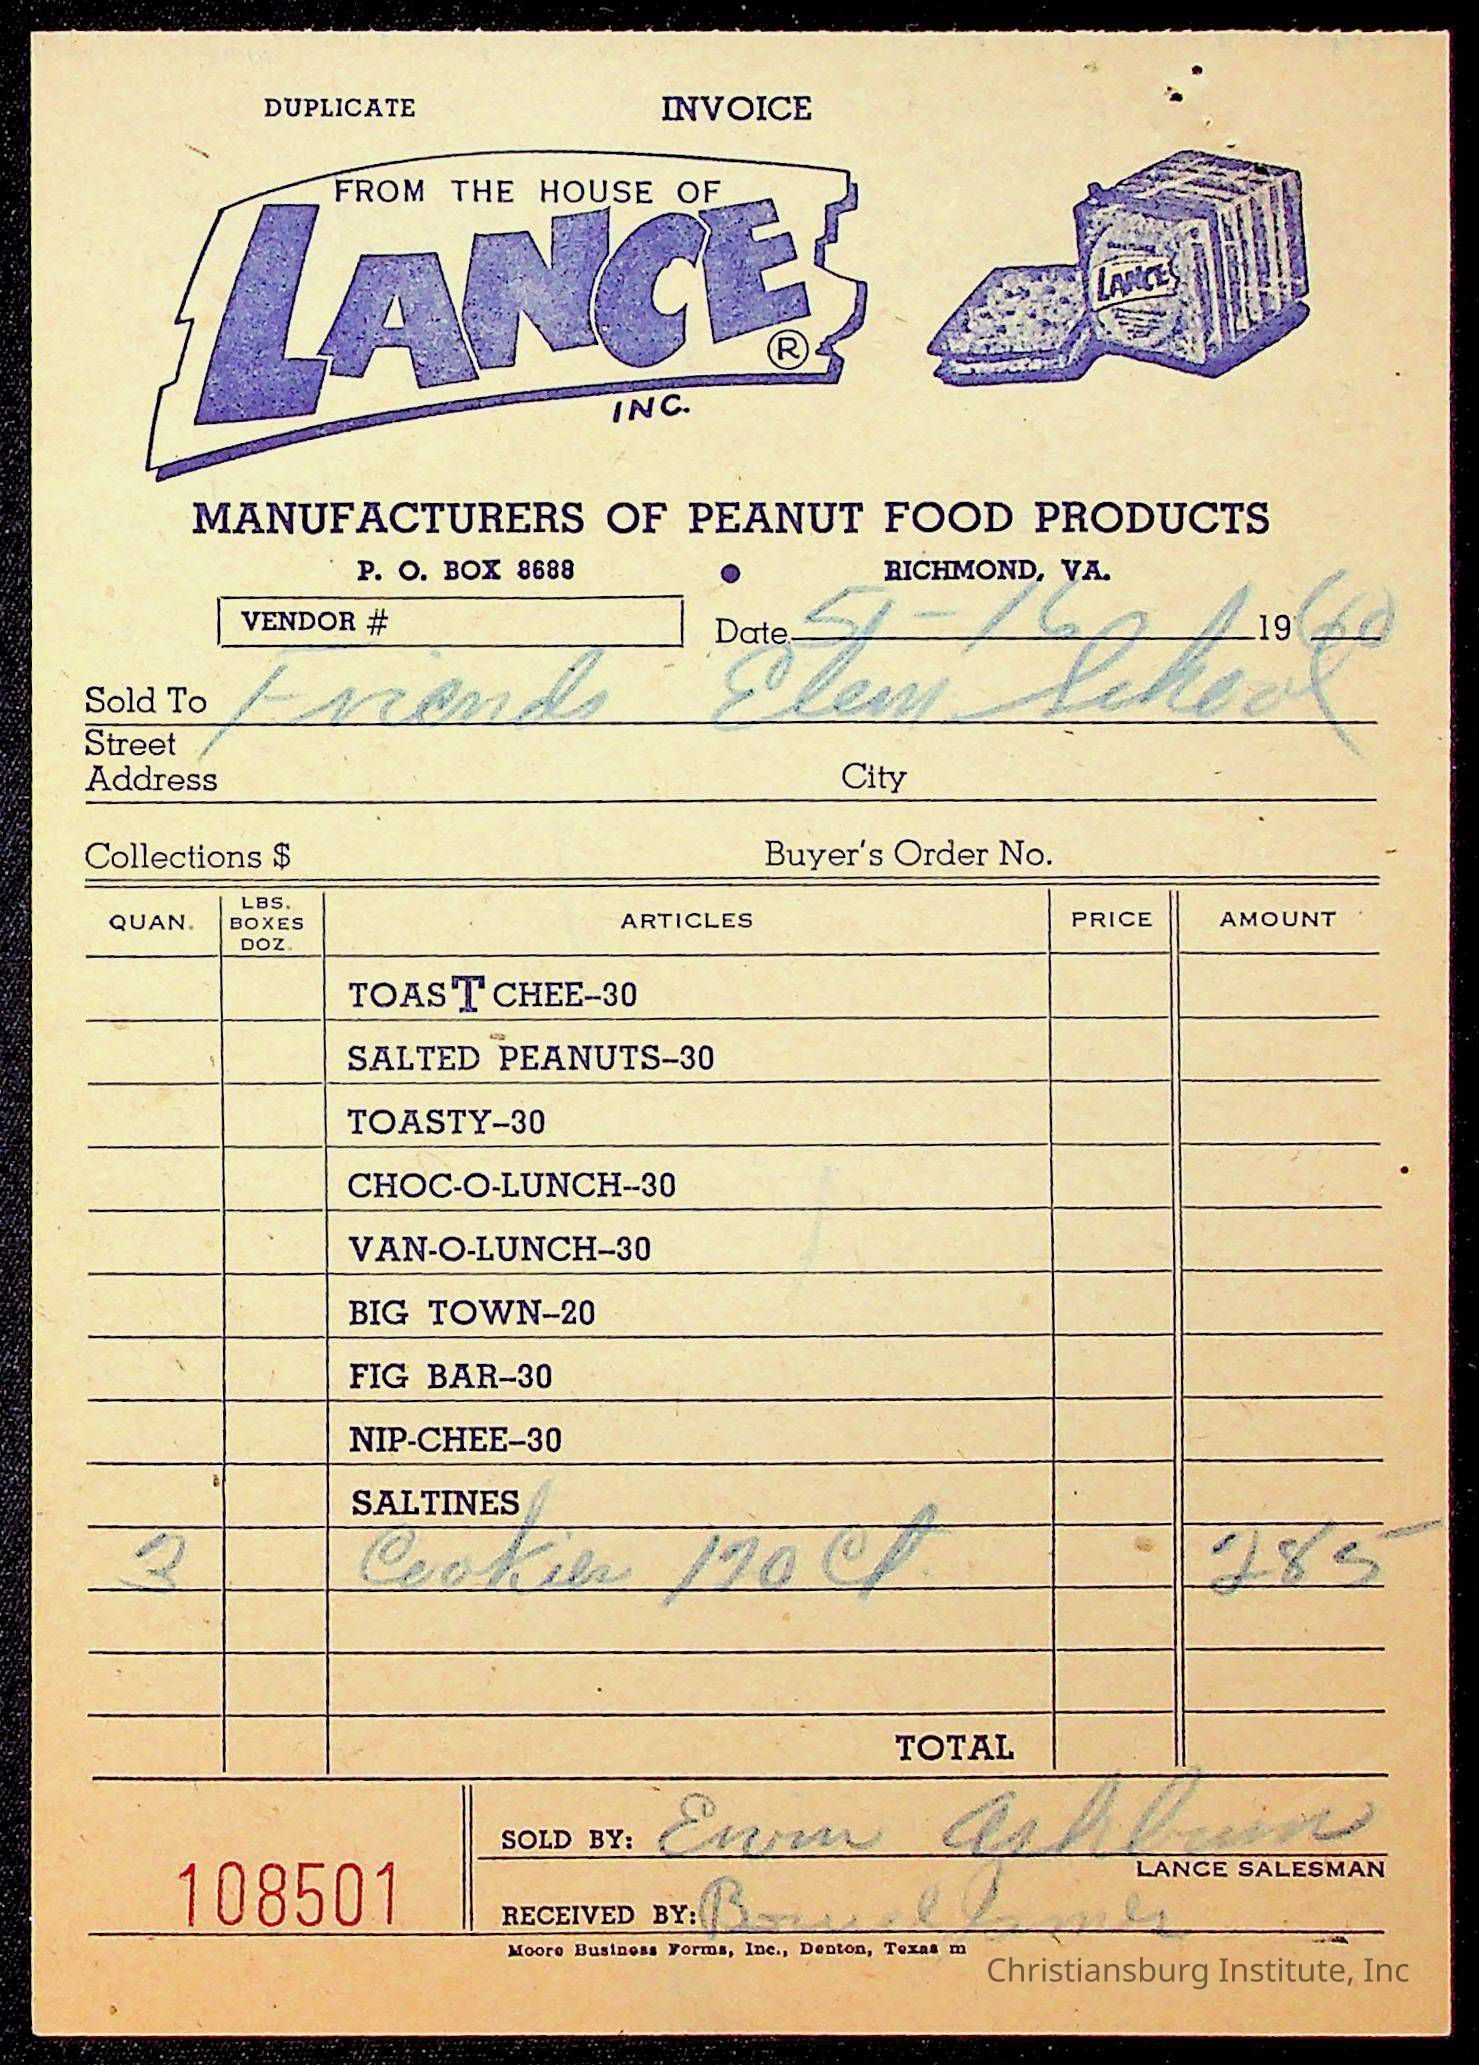 DUPLICATE INVOICE
FROM THE HOUSE OF
LANCE ®
INC.
LANCE
MANUFACTURERS OF PEANUT FOOD PRODUCTS
P. O. BOX 8688 • RICHMOND, VA.
VENDOR # Date 5-16 1960
Sold To Friends Elem School
Street
Address City
Collections $ Buyer's Order No.
QUAN. LBS. BOXES DOZ. ARTICLES PRICE AMOUNT
TOASTCHEE-30
SALTED PEANUTS-30
TOASTY-30
CHOC-O-LUNCH-30
VAN-O-LUNCH-30
BIG TOWN-20
FIG BAR-30
NIP-CHEE-30
SALTINES
3 Cookies 170 Ct. 285
TOTAL
SOLD BY: Ashburn
LANCE SALESMAN
108501
RECEIVED BY:
Moore Business Forms, Inc., Denton, Texas m
Christiansburg Institute, Inc